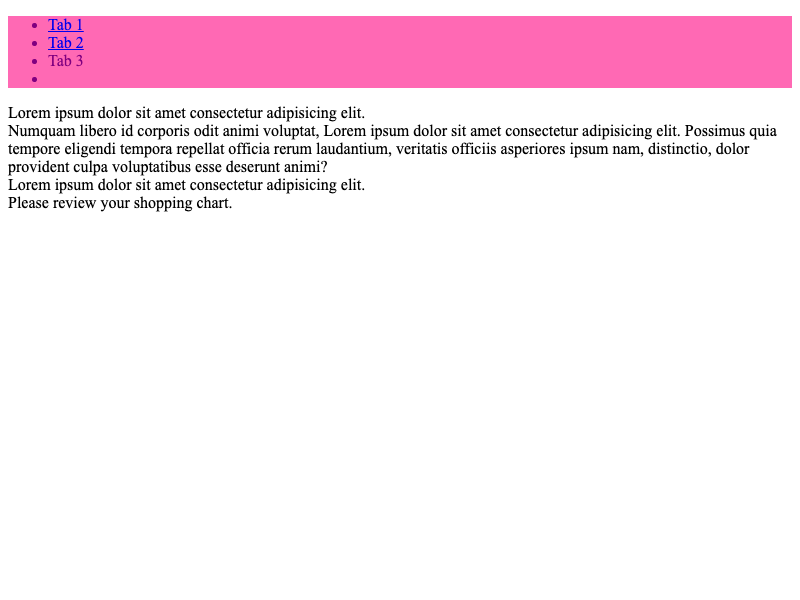 Tab 1
Tab 2
Tab 3
Lorem ipsum dolor sit amet consectetur adipisicing elit.
Numquam libero id corporis odit animi voluptat, Lorem ipsum dolor sit amet consectetur adipisicing elit. Possimus quia
tempore eligendi tempora repellat officia rerum laudantium, veritatis officiis asperiores ipsum nam, distinctio, dolor
provident culpa voluptatibus esse deserunt animi?
Lorem ipsum dolor sit amet consectetur adipisicing elit.
Please review your shopping chart.